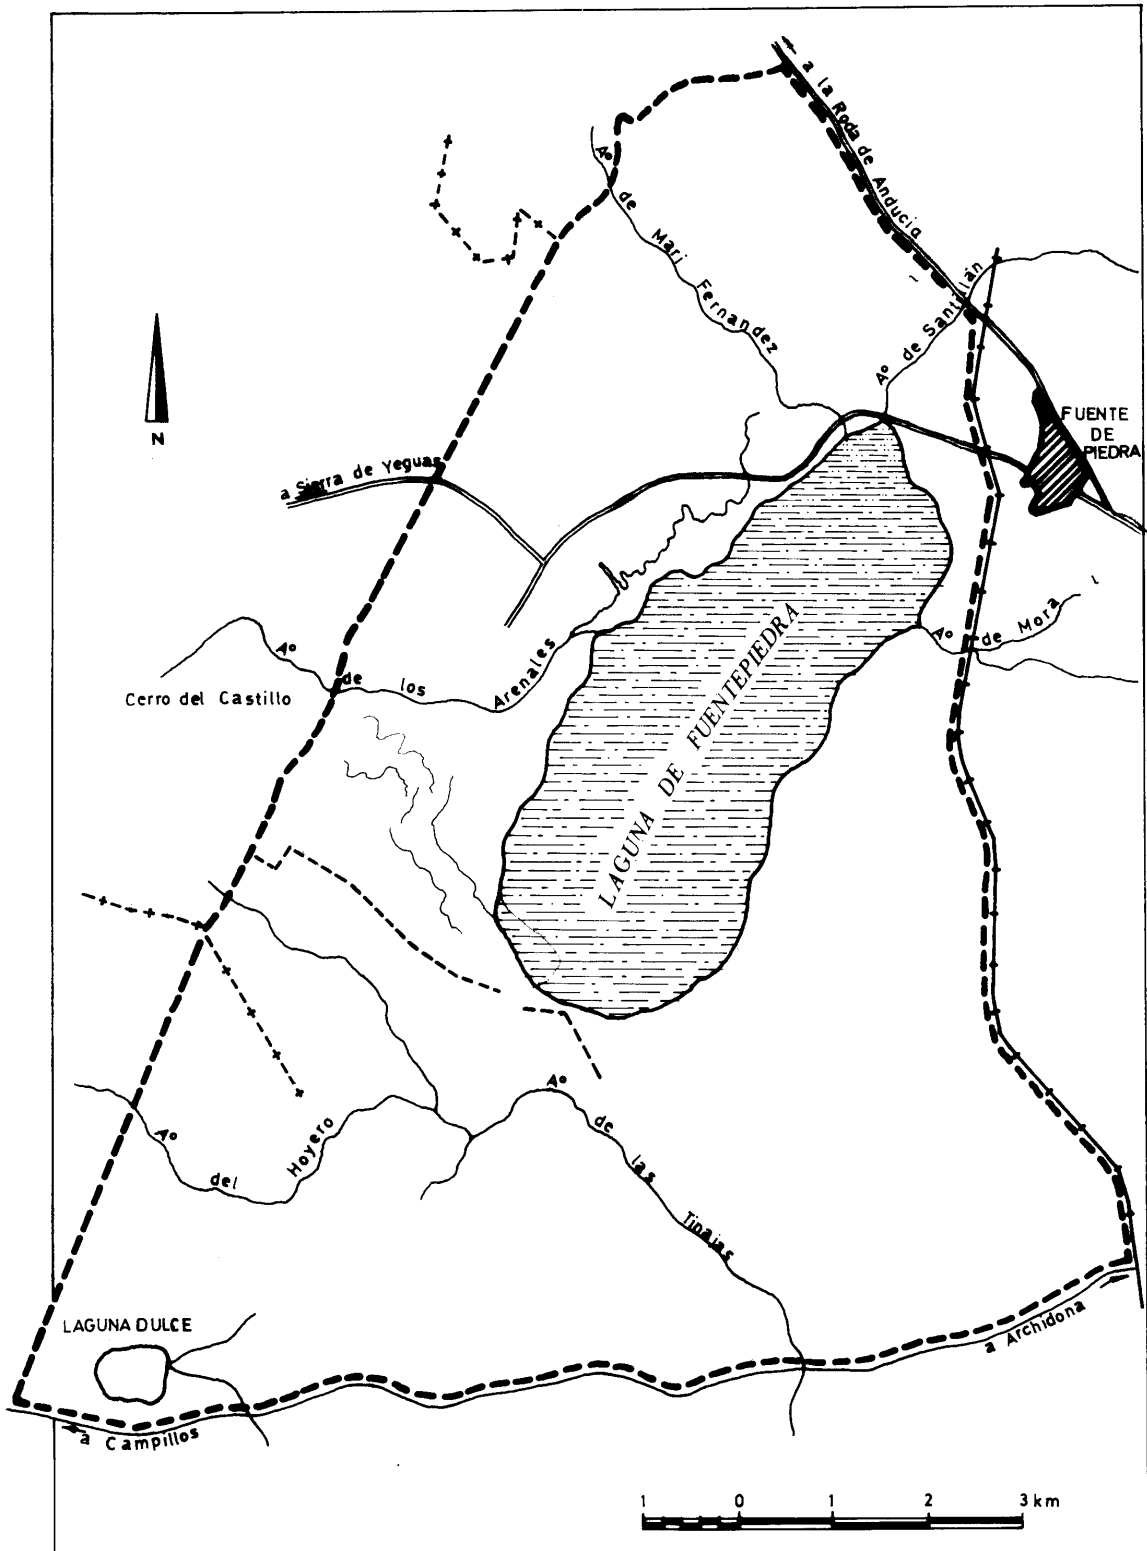 a la Roda de Anducia
Aº de Mari Fernandez
Aº de Santillán
FUENTE
DE
PIEDRA
N
a Sierra de Yeguas
Aº de Mora
Aº de los Arenales
Cerro del Castillo
LAGUNA DE FUENTEPIEDRA
Aº del Hoyero
Aº de las Tinajas
LAGUNA DULCE
a Archidona
a Campillos
1 0 1 2 3 km